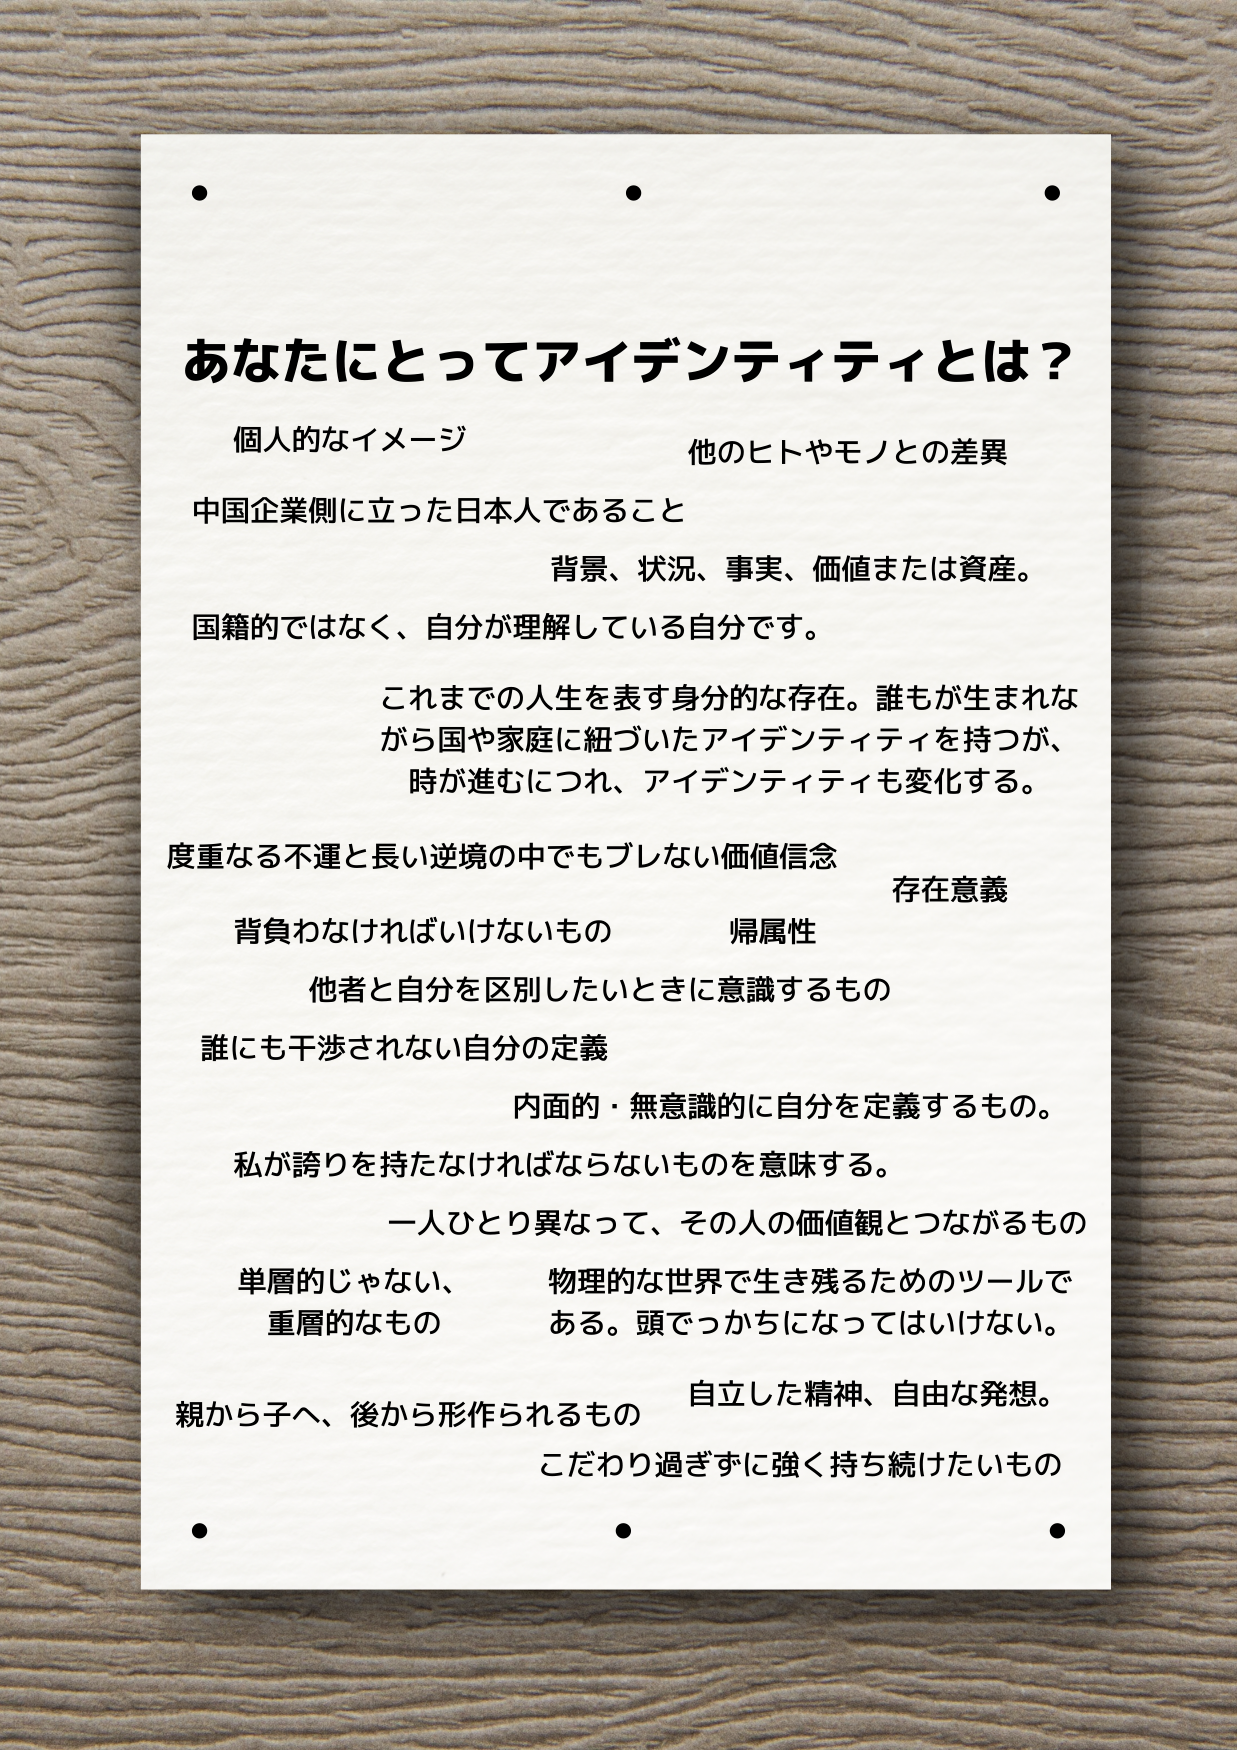 あなたにとってアイデンティティとは？
個人的なイメージ
他のヒトやモノとの差異
中国企業側に立った日本人であること
背景、状況、事実、価値または資産。
国籍的ではなく、自分が理解している自分です。
これまでの人生を表す身分的な存在。誰もが生まれな
がら国や家庭に紐づいたアイデンティティを持つが、
時が進むにつれ、アイデンティティも変化する。
度重なる不運と長い逆境の中でもブレない価値信念
存在意義
背負わなければいけないもの
帰属性
他者と自分を区別したいときに意識するもの
誰にも干渉されない自分の定義
内面的・無意識的に自分を定義するもの。
私が誇りを持たなければならないものを意味する。
一人ひとり異なって、その人の価値観とつながるもの
単層的じゃない、
重層的なもの
物理的な世界で生き残るためのツールで
ある。頭でっかちになってはいけない。
自立した精神、自由な発想。
親から子へ、後から形作られるもの
こだわり過ぎずに強く持ち続けたいもの